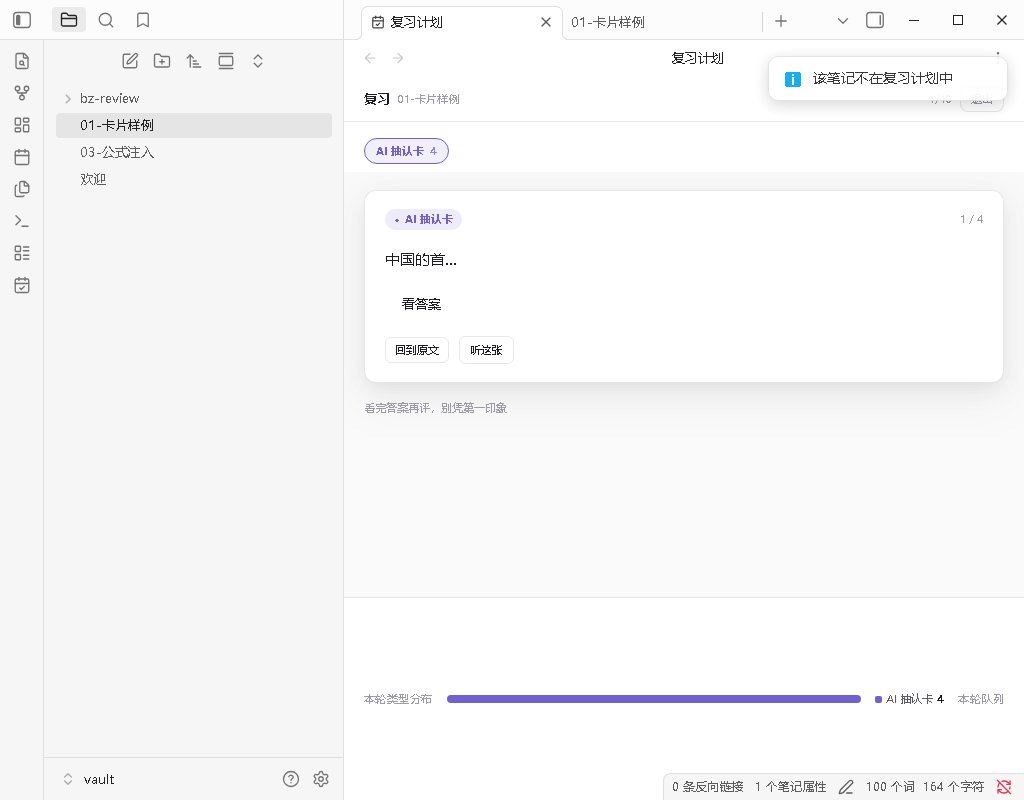 复习计划
01-卡片样例
复习计划
该笔记不在复习计划中
bz-review
01-卡片样例
03-公式注入
欢迎
复习 01-卡片样例
退出
AI 抽认卡 4
• AI 抽认卡
1 / 4
中国的首...
看答案
回到原文
听这张
看完答案再评，别凭第一印象
本轮类型分布
AI 抽认卡 4
本轮队列
vault
0 条反向链接
1 个笔记属性
100 个词
164 个字符